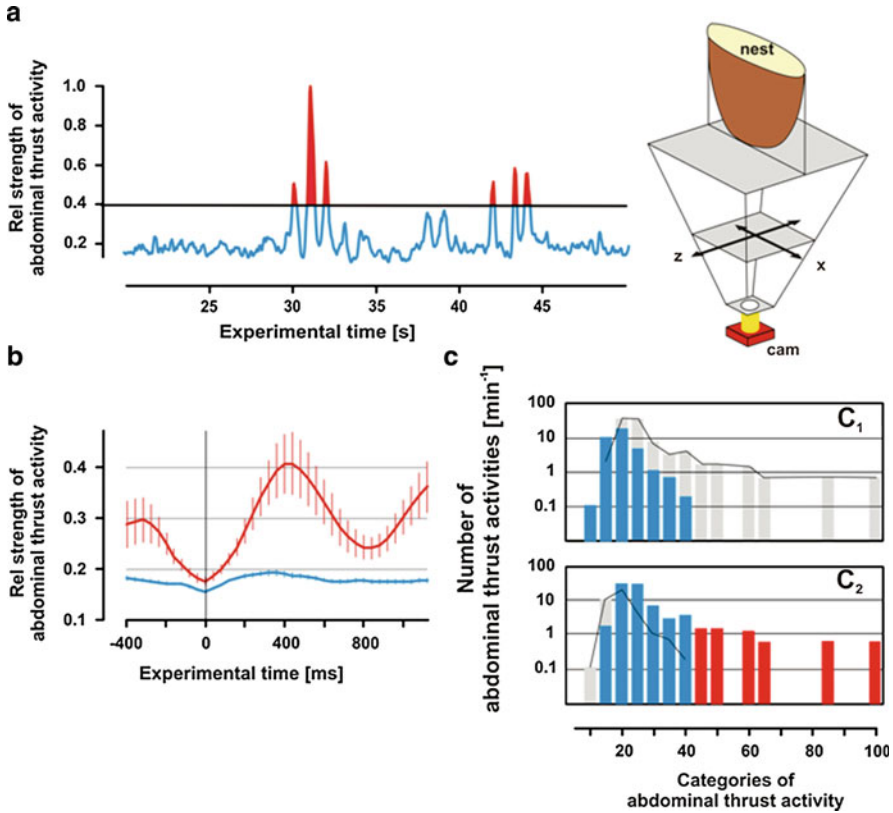 a
Rel strength of
abdominal thrust activity
1.0
0.8
0.6
0.4
0.2
25 30 35 40 45
Experimental time [s]
nest
z
x
cam
b
Rel strength of
abdominal thrust activity
0.4
0.3
0.2
0.1
-400 0 400 800
Experimental time [ms]
c
Number of
abdominal thrust activities [min⁻¹]
100
10
1
0.1
C₁
100
10
1
0.1
C₂
20 40 60 80 100
Categories of
abdominal thrust activity